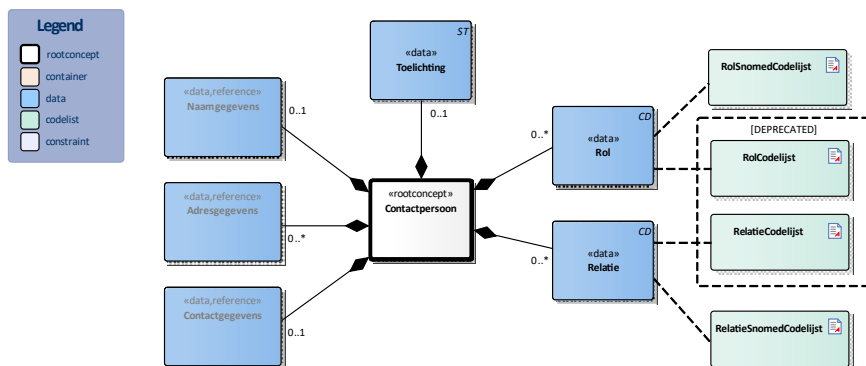 Legend
rootconcept
container
data
codelist
constraint
ST
«data»
Toelichting
0..1
«data,reference»
Naamgegevens
0..1
«data,reference»
Adresgegevens
0..*
«data,reference»
Contactgegevens
0..1
«rootconcept»
Contactpersoon
CD
«data»
Rol
0..*
CD
«data»
Relatie
0..*
RolSnomedCodelijst
[DEPRECATED]
RolCodelijst
RelatieCodelijst
RelatieSnomedCodelijst